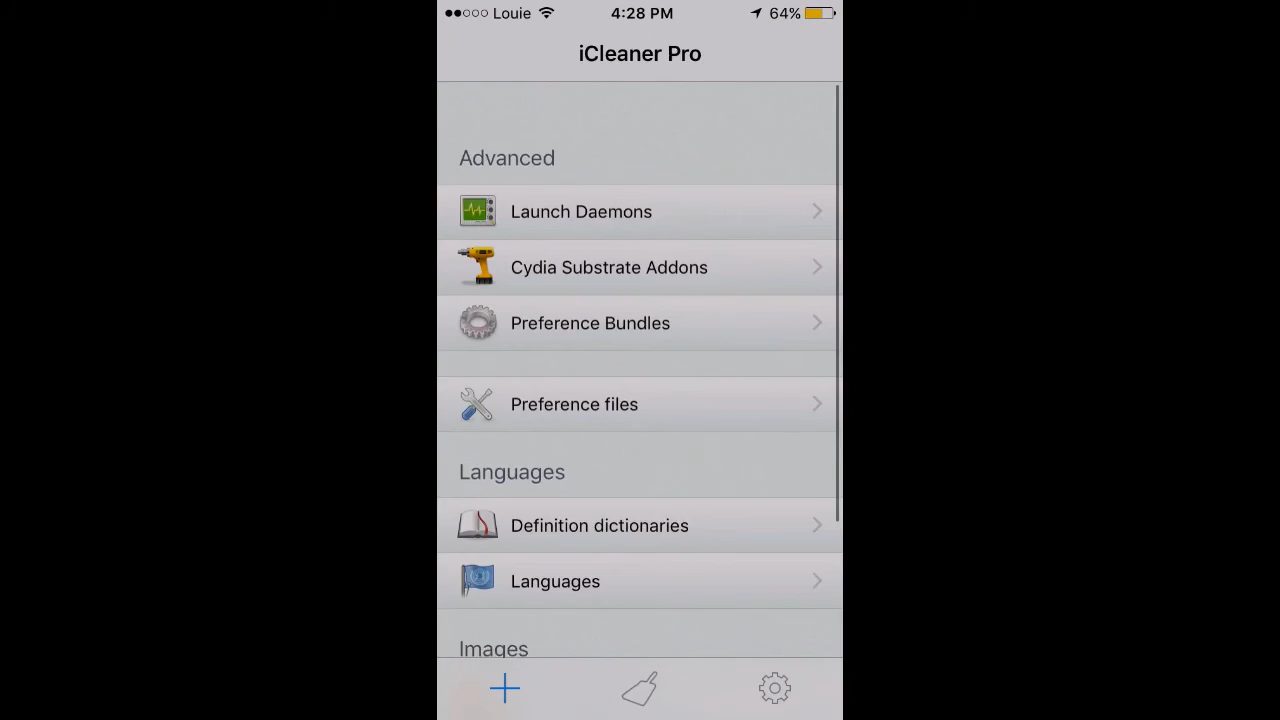 Louie 4:28 PM 64%
iCleaner Pro
Advanced
Launch Daemons
Cydia Substrate Addons
Preference Bundles
Preference files
Languages
Definition dictionaries
Languages
Images